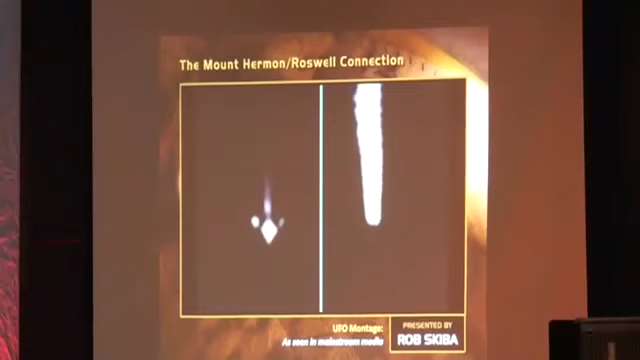 The Mount Hermon/Roswell Connection
UFO Montage:
As seen in mainstream media
PRESENTED BY
ROB SKIBA